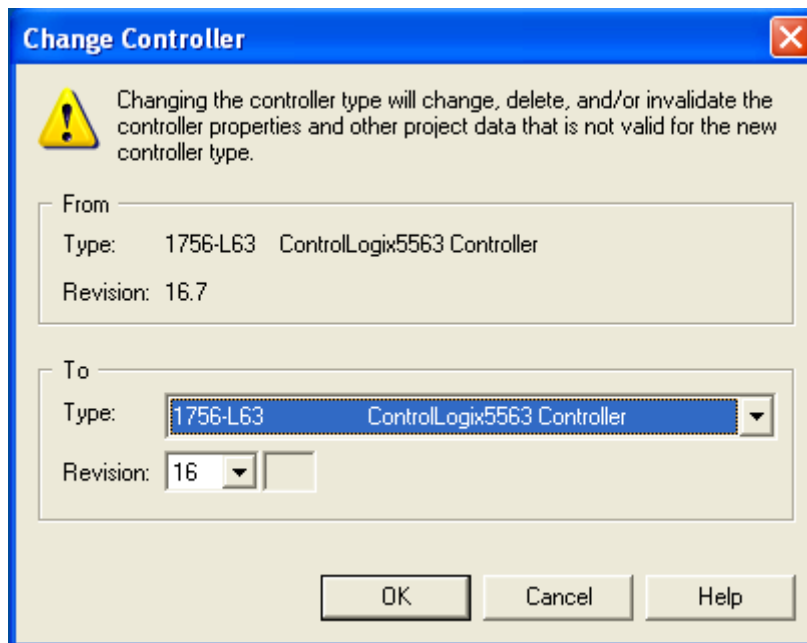 Change Controller
Changing the controller type will change, delete, and/or invalidate the
controller properties and other project data that is not valid for the new
controller type.
From
Type: 1756-L63 ControlLogix5563 Controller
Revision: 16.7
To
Type: 1756-L63 ControlLogix5563 Controller
Revision: 16
OK Cancel Help